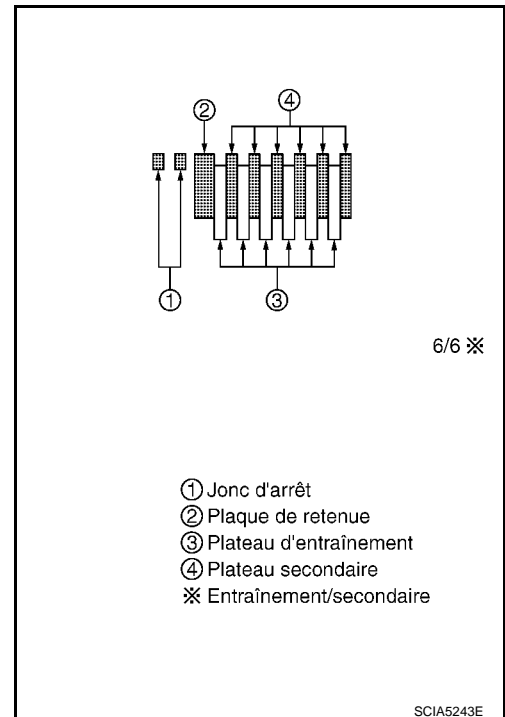 ② ④
① ③
6/6 ※
① Jonc d'arrêt
② Plaque de retenue
③ Plateau d'entraînement
④ Plateau secondaire
※ Entraînement/secondaire
SCIA5243E